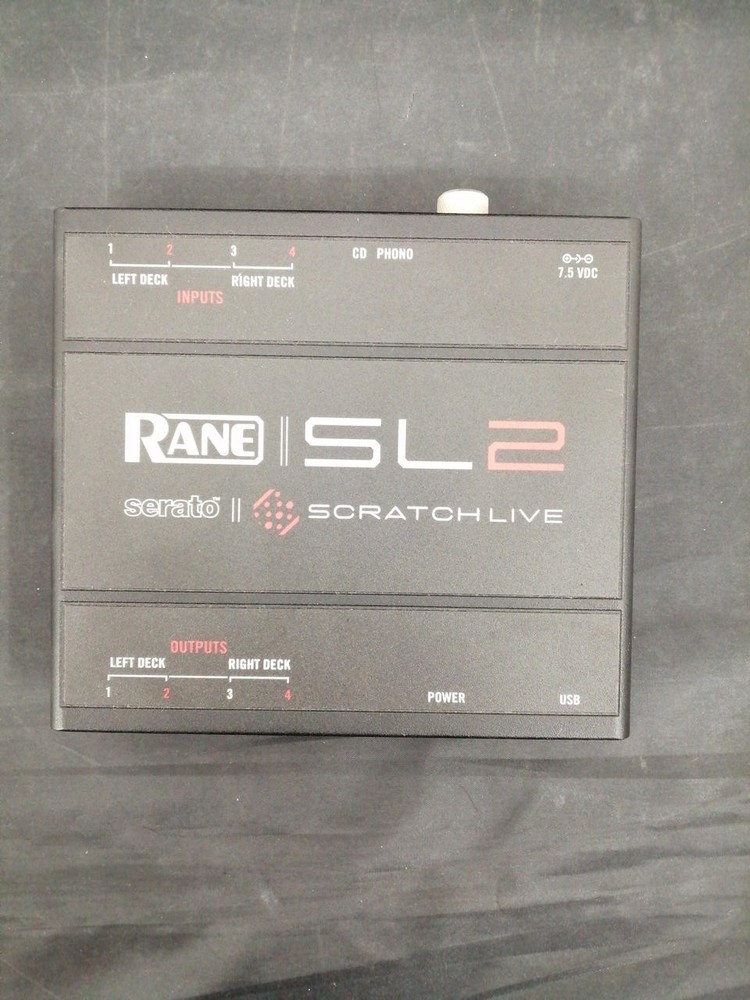 1 2 3 4 CD PHONO
LEFT DECK RIGHT DECK 7.5 VDC
INPUTS
RANE SL2
serato™ SCRATCH LIVE
OUTPUTS
LEFT DECK RIGHT DECK
1 2 3 4 POWER USB